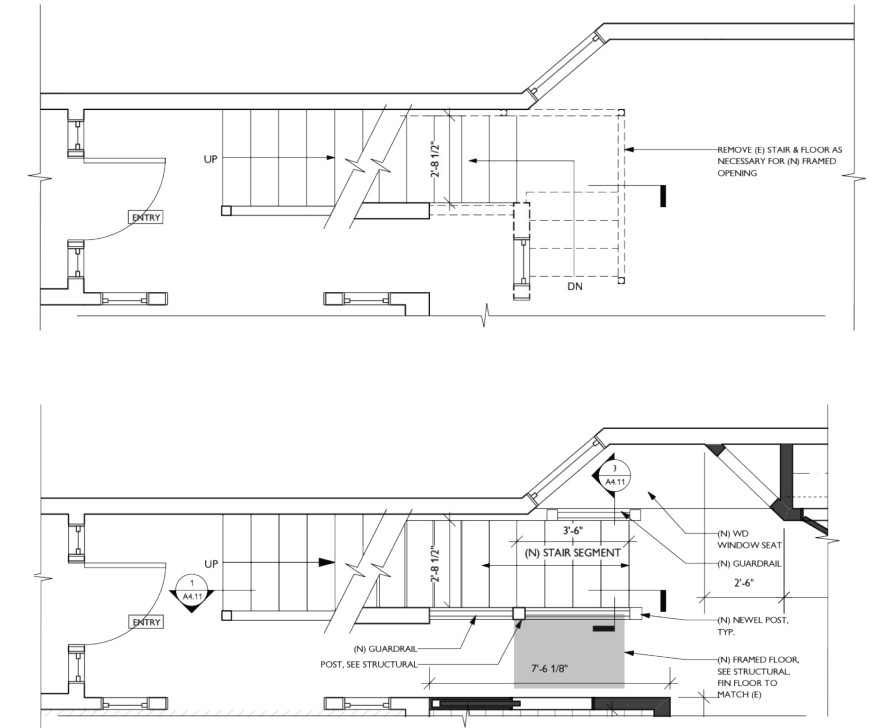 REMOVE (E) STAIR & FLOOR AS
NECESSARY FOR (N) FRAMED
OPENING
UP
2'-8 1/2"
ENTRY
DN
3
A4.11
3'-6"
(N) STAIR SEGMENT
(N) WD
WINDOW SEAT
(N) GUARDRAIL
2'-6"
UP
2'-8 1/2"
1
A4.11
ENTRY
(N) NEWEL POST,
TYP.
(N) GUARDRAIL
POST, SEE STRUCTURAL
7'-6 1/8"
(N) FRAMED FLOOR,
SEE STRUCTURAL.
FIN FLOOR TO
MATCH (E)